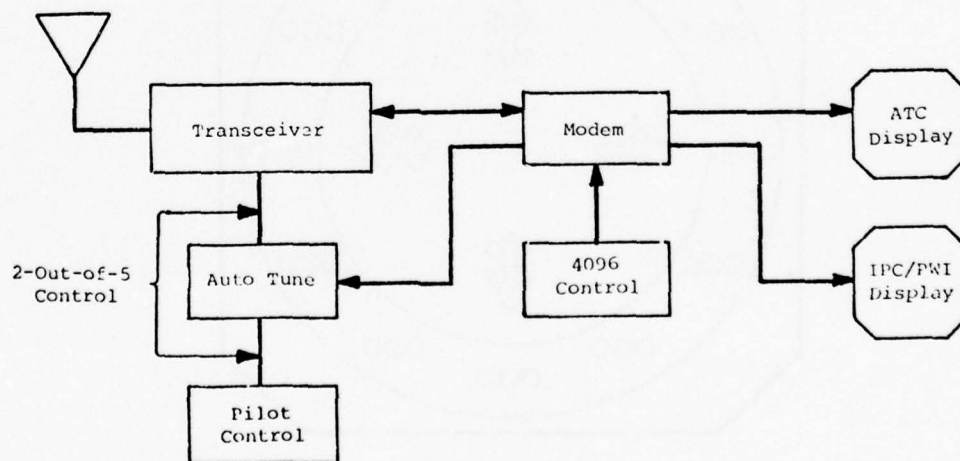 Transceiver
Modem
ATC
Display
2-Out-of-5
Control
Auto Tune
4096
Control
IPC/PWI
Display
Pilot
Control